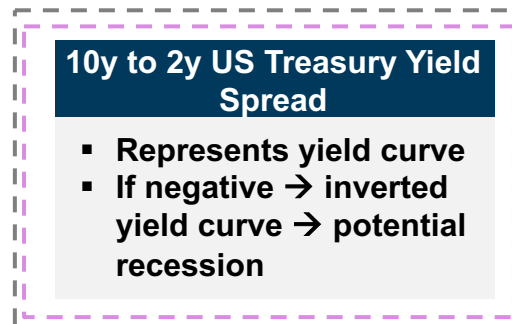 10y to 2y US Treasury Yield
Spread
▪ Represents yield curve
▪ If negative → inverted
yield curve → potential
recession